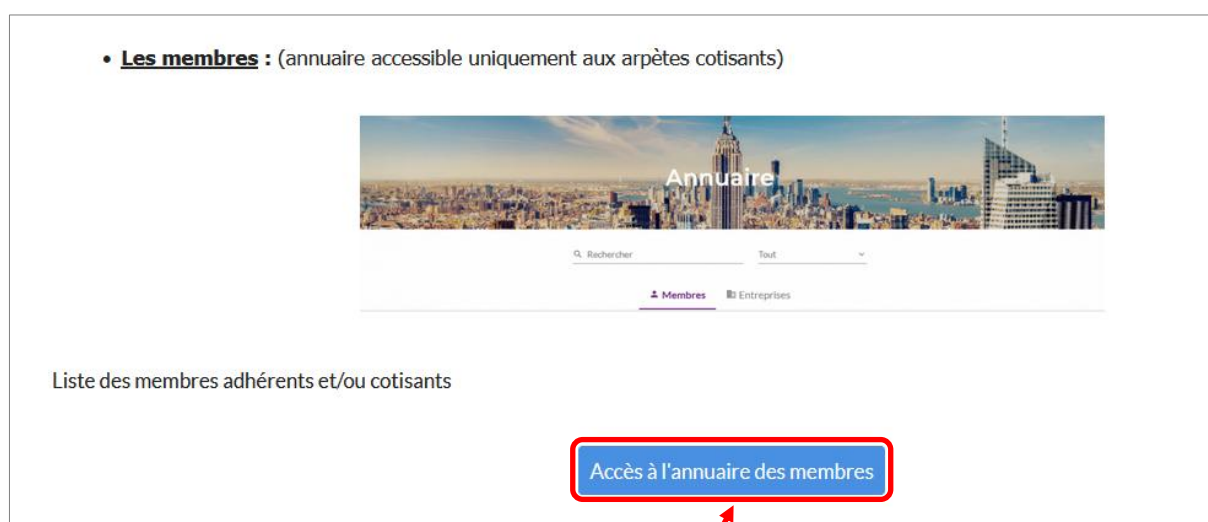 • Les membres : (annuaire accessible uniquement aux arpètes cotisants)
Annuaire
Rechercher
Tout
Membres
Entreprises
Liste des membres adhérents et/ou cotisants
Accès à l'annuaire des membres